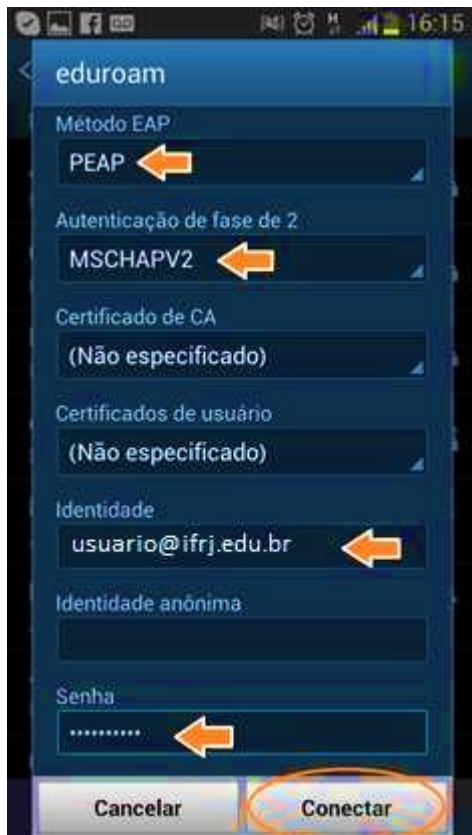 16:15
eduroam
Método EAP
PEAP
Autenticação de fase de 2
MSCHAPV2
Certificado de CA
(Não especificado)
Certificados de usuário
(Não especificado)
Identidade
usuario@ifrj.edu.br
Identidade anônima
Senha
••••••••••
Cancelar
Conectar